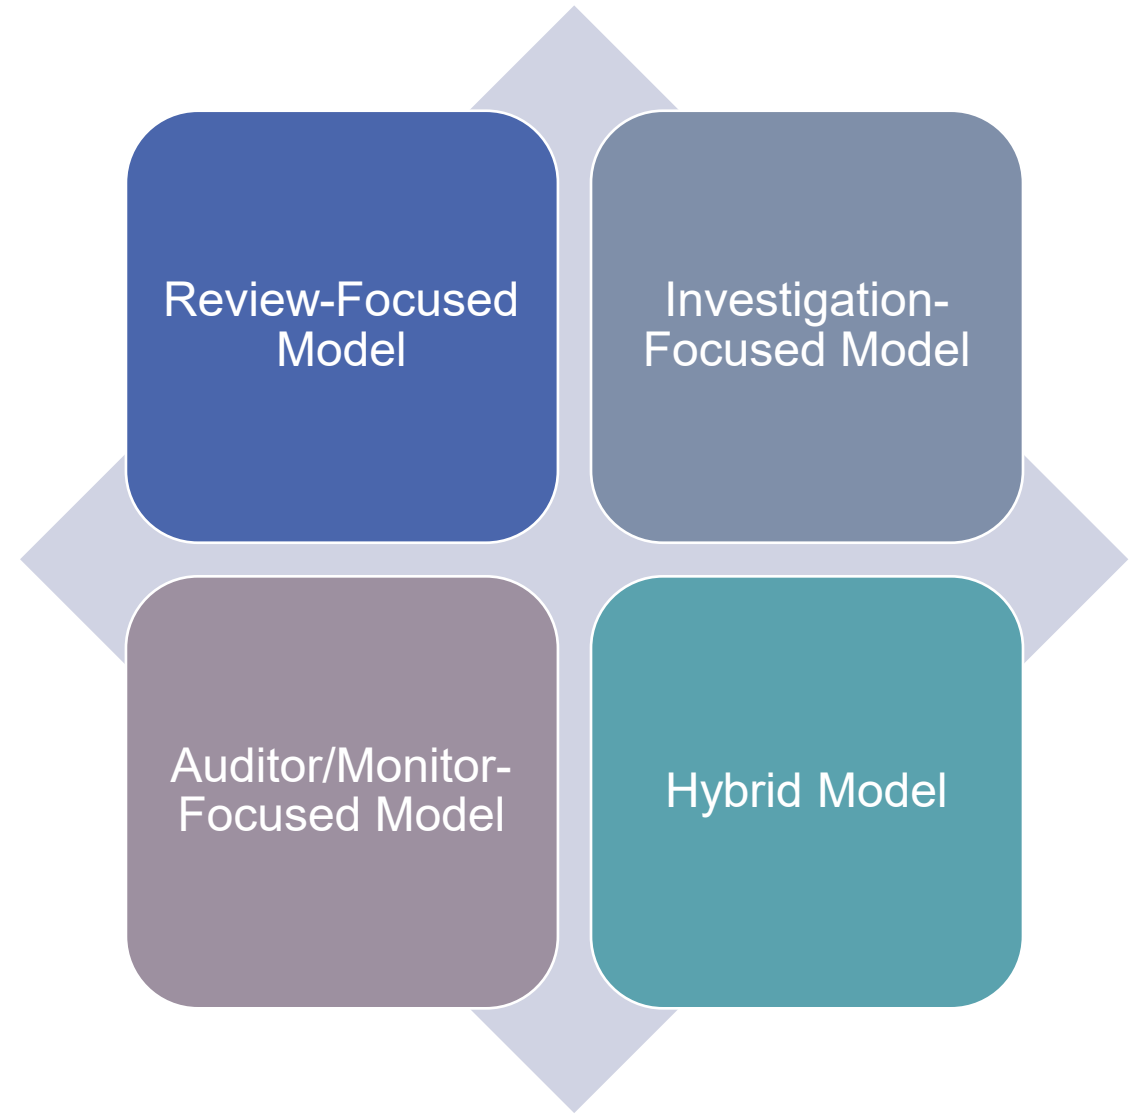 Review-Focused
Model
Investigation-
Focused Model
Auditor/Monitor-
Focused Model
Hybrid Model